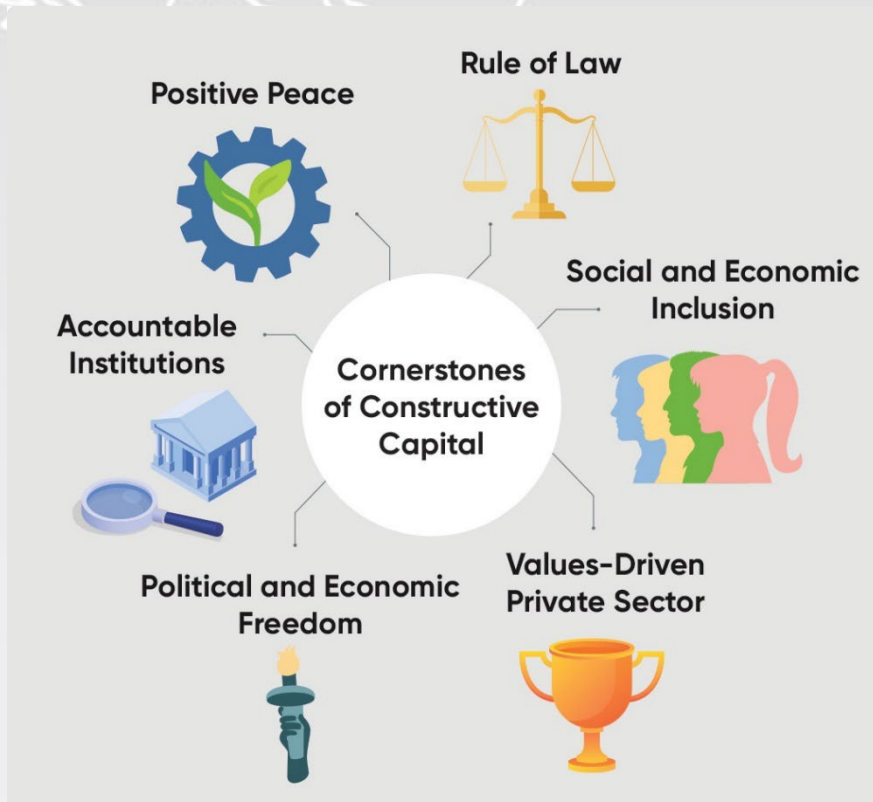 Positive Peace
Rule of Law
Social and Economic
Inclusion
Accountable
Institutions
Cornerstones
of Constructive
Capital
Political and Economic
Freedom
Values-Driven
Private Sector